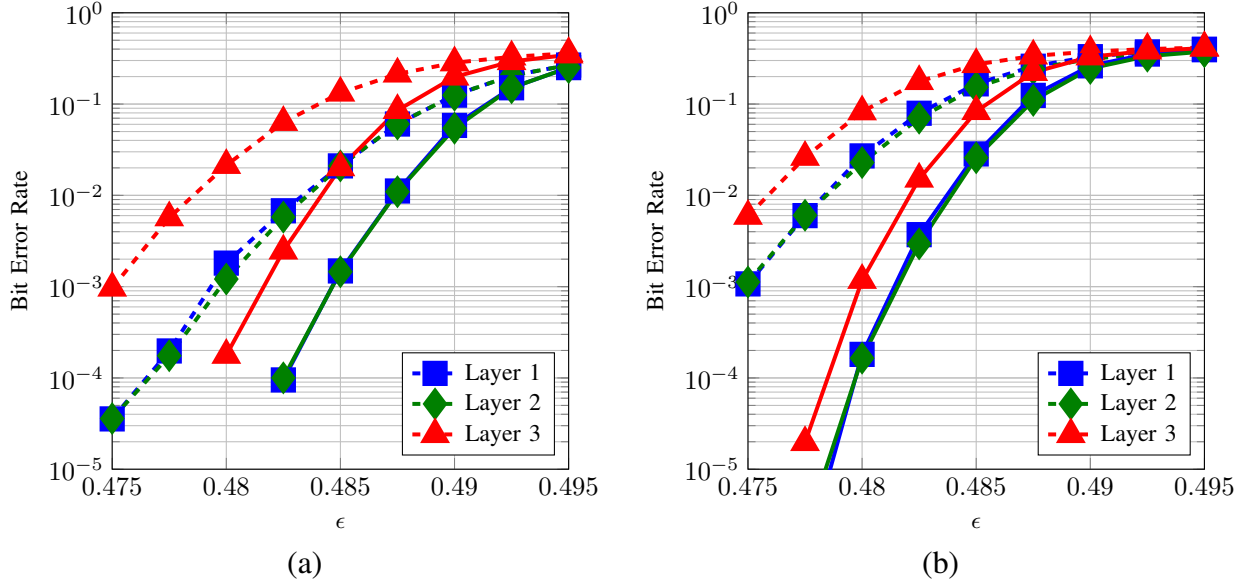 10^0
10^−1
10^−2
10^−3
10^−4
10^−5
Bit Error Rate
Layer 1
Layer 2
Layer 3
0.475 0.48 0.485 0.49 0.495
ϵ
(a)
10^0
10^−1
10^−2
10^−3
10^−4
10^−5
Bit Error Rate
Layer 1
Layer 2
Layer 3
0.475 0.48 0.485 0.49 0.495
ϵ
(b)